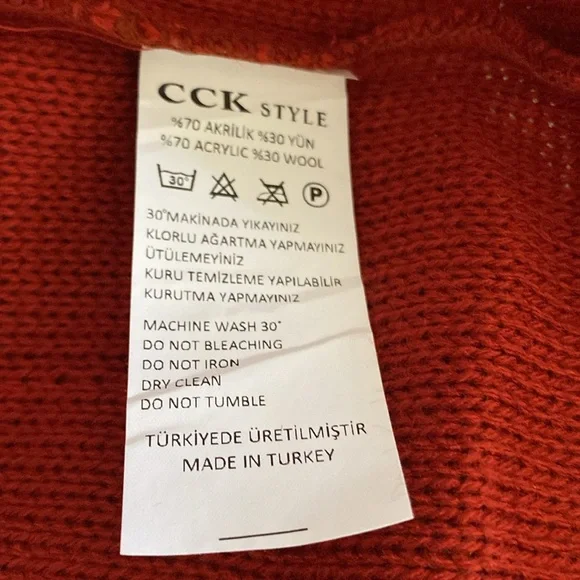 CCK STYLE
%70 AKRİLİK %30 YÜN
%70 ACRYLIC %30 WOOL
30° P
30°MAKİNADA YIKAYINIZ
KLORLU AĞARTMA YAPMAYINIZ
ÜTÜLEMEYİNİZ
KURU TEMİZLEME YAPILABİLİR
KURUTMA YAPMAYINIZ
MACHINE WASH 30°
DO NOT BLEACHING
DO NOT IRON
DRY CLEAN
DO NOT TUMBLE
TÜRKİYEDE ÜRETİLMİŞTİR
MADE IN TURKEY